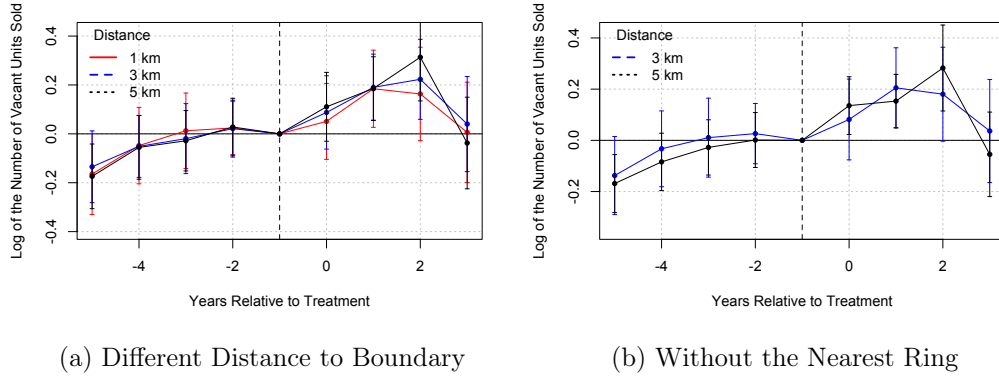 Log of the Number of Vacant Units Sold
0.4
0.2
0.0
-0.2
-0.4
Distance
1 km
3 km
5 km
-4
-2
0
2
Years Relative to Treatment
(a) Different Distance to Boundary
Log of the Number of Vacant Units Sold
0.4
0.2
0.0
0.2
Distance
3 km
5 km
-4
-2
0
2
Years Relative to Treatment
(b) Without the Nearest Ring